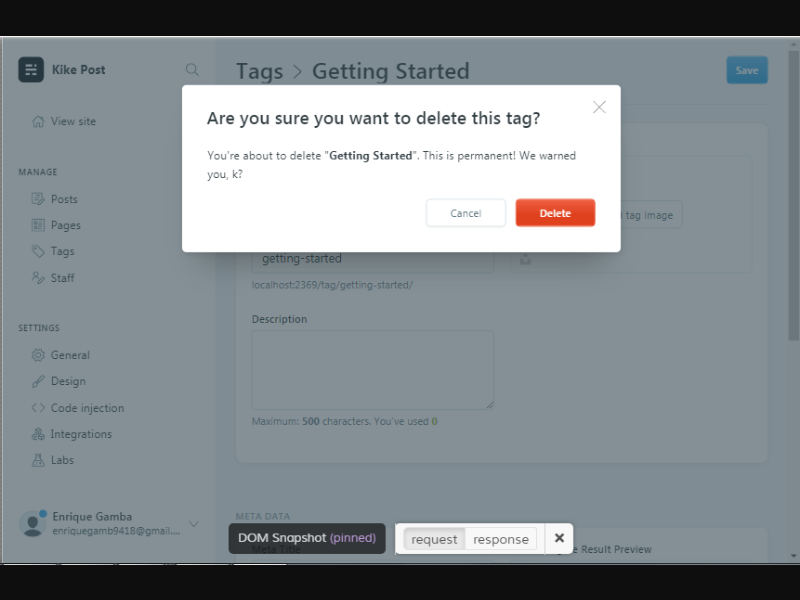 Kike Post
Tags > Getting Started
Save
View site
Are you sure you want to delete this tag?
You're about to delete "Getting Started". This is permanent! We warned
you, k?
Cancel
Delete
MANAGE
Posts
Pages
Tags
Staff
tag image
getting-started
localhost:2369/tag/getting-started/
Description
Maximum: 500 characters. You've used 0
SETTINGS
General
Design
Code injection
Integrations
Labs
Enrique Gamba
enriquegamb9418@gmail....
META DATA
Meta Title
Result Preview
DOM Snapshot (pinned)
request
response